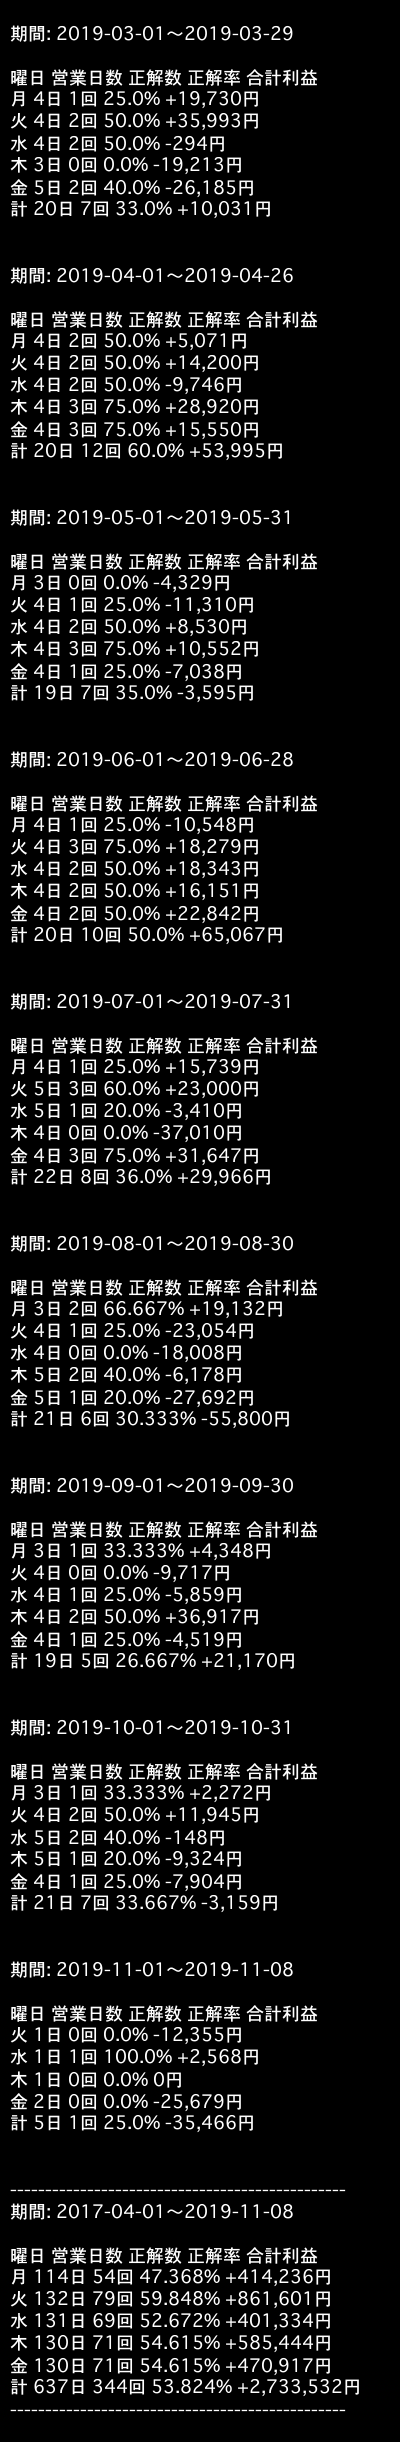 期間: 2019-03-01〜2019-03-29
曜日 営業日数 正解数 正解率 合計利益
月 4日 1回 25.0% +19,730円
火 4日 2回 50.0% +35,993円
水 4日 2回 50.0% -294円
木 3日 0回 0.0% -19,213円
金 5日 2回 40.0% -26,185円
計 20日 7回 33.0% +10,031円
期間: 2019-04-01〜2019-04-26
曜日 営業日数 正解数 正解率 合計利益
月 4日 2回 50.0% +5,071円
火 4日 2回 50.0% +14,200円
水 4日 2回 50.0% -9,746円
木 4日 3回 75.0% +28,920円
金 4日 3回 75.0% +15,550円
計 20日 12回 60.0% +53,995円
期間: 2019-05-01〜2019-05-31
曜日 営業日数 正解数 正解率 合計利益
月 3日 0回 0.0% -4,329円
火 4日 1回 25.0% -11,310円
水 4日 2回 50.0% +8,530円
木 4日 3回 75.0% +10,552円
金 4日 1回 25.0% -7,038円
計 19日 7回 35.0% -3,595円
期間: 2019-06-01〜2019-06-28
曜日 営業日数 正解数 正解率 合計利益
月 4日 1回 25.0% -10,548円
火 4日 3回 75.0% +18,279円
水 4日 2回 50.0% +18,343円
木 4日 2回 50.0% +16,151円
金 4日 2回 50.0% +22,842円
計 20日 10回 50.0% +65,067円
期間: 2019-07-01〜2019-07-31
曜日 営業日数 正解数 正解率 合計利益
月 4日 1回 25.0% +15,739円
火 5日 3回 60.0% +23,000円
水 5日 1回 20.0% -3,410円
木 4日 0回 0.0% -37,010円
金 4日 3回 75.0% +31,647円
計 22日 8回 36.0% +29,966円
期間: 2019-08-01〜2019-08-30
曜日 営業日数 正解数 正解率 合計利益
月 3日 2回 66.667% +19,132円
火 4日 1回 25.0% -23,054円
水 4日 0回 0.0% -18,008円
木 5日 2回 40.0% -6,178円
金 5日 1回 20.0% -27,692円
計 21日 6回 30.333% -55,800円
期間: 2019-09-01〜2019-09-30
曜日 営業日数 正解数 正解率 合計利益
月 3日 1回 33.333% +4,348円
火 4日 0回 0.0% -9,717円
水 4日 1回 25.0% -5,859円
木 4日 2回 50.0% +36,917円
金 4日 1回 25.0% -4,519円
計 19日 5回 26.667% +21,170円
期間: 2019-10-01〜2019-10-31
曜日 営業日数 正解数 正解率 合計利益
月 3日 1回 33.333% +2,272円
火 4日 2回 50.0% +11,945円
水 5日 2回 40.0% -148円
木 5日 1回 20.0% -9,324円
金 4日 1回 25.0% -7,904円
計 21日 7回 33.667% -3,159円
期間: 2019-11-01〜2019-11-08
曜日 営業日数 正解数 正解率 合計利益
火 1日 0回 0.0% -12,355円
水 1日 1回 100.0% +2,568円
木 1日 0回 0.0% 0円
金 2日 0回 0.0% -25,679円
計 5日 1回 25.0% -35,466円
------------------------------------------------
期間: 2017-04-01〜2019-11-08
曜日 営業日数 正解数 正解率 合計利益
月 114日 54回 47.368% +414,236円
火 132日 79回 59.848% +861,601円
水 131日 69回 52.672% +401,334円
木 130日 71回 54.615% +585,444円
金 130日 71回 54.615% +470,917円
計 637日 344回 53.824% +2,733,532円
------------------------------------------------